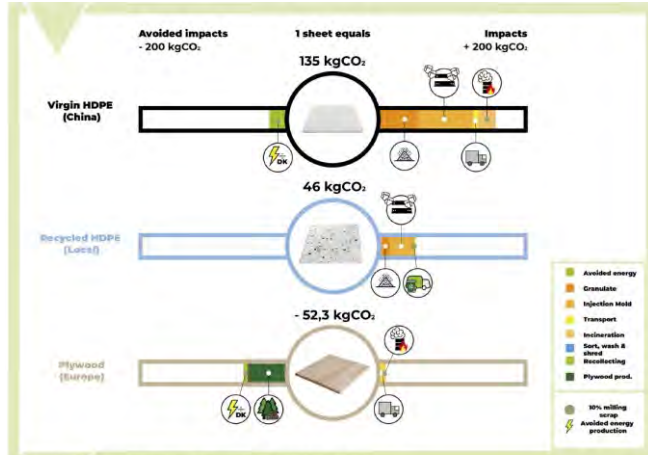 Avoided impacts
- 200 kgCO₂
1 sheet equals
Impacts
+ 200 kgCO₂
135 kgCO₂
Virgin HDPE
(China)
DK
46 kgCO₂
Recycled HDPE
(Local)
- 52,3 kgCO₂
Plywood
(Europe)
DK
Avoided energy
Granulate
Injection Mold
Transport
Incineration
Sort, wash &
shred
Recollecting
Plywood prod.
10% milling
scrap
Avoided energy
production